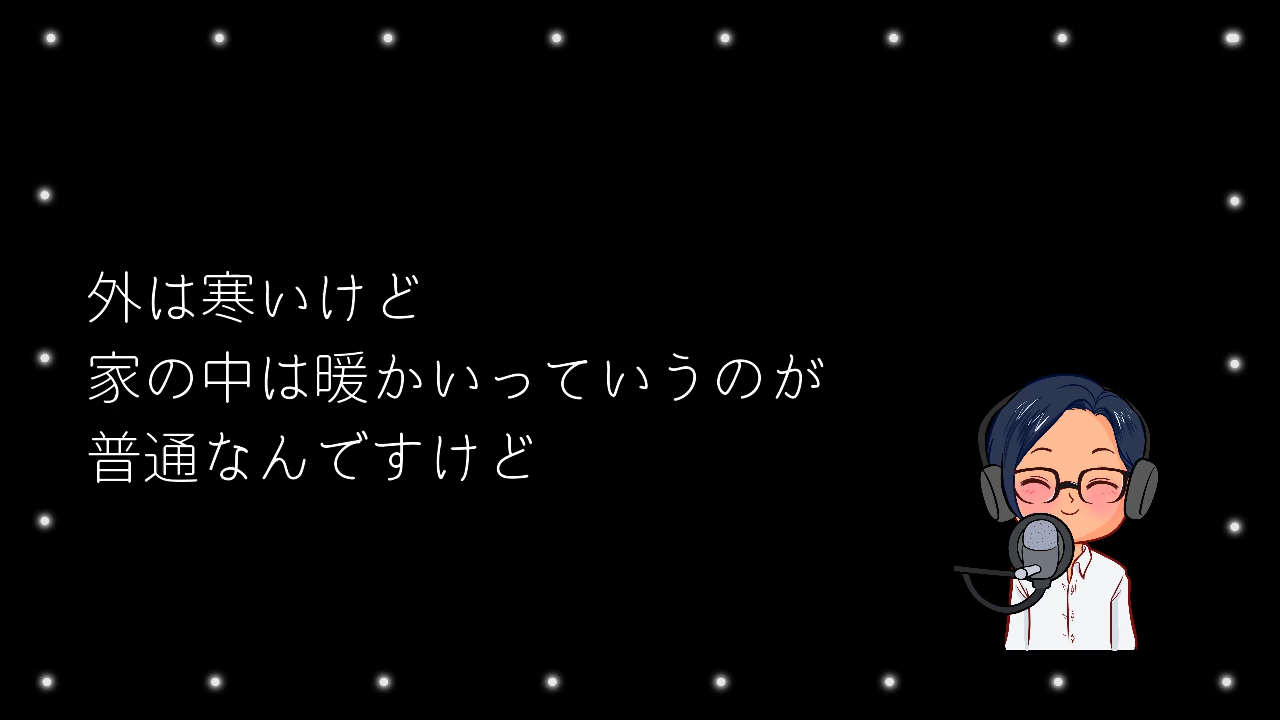 外は寒いけど
家の中は暖かいっていうのが
普通なんですけど